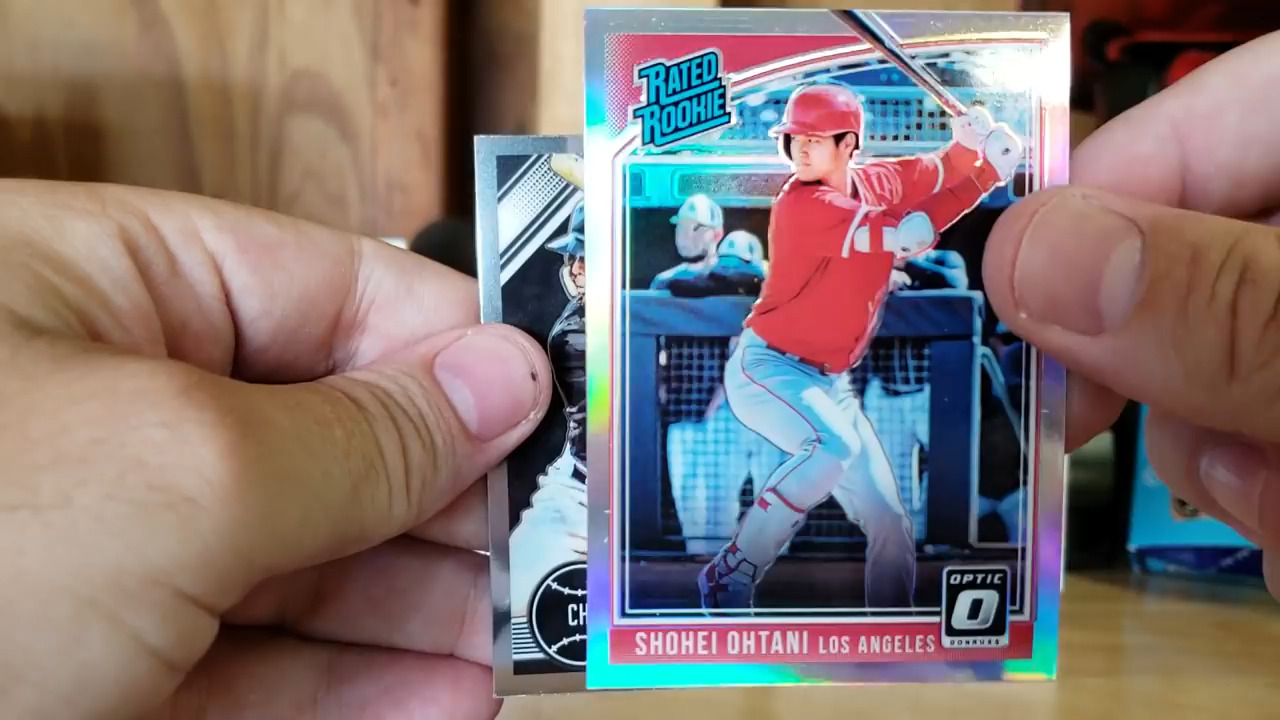 RATED
ROOKIE
OPTIC
O
DONRUSS
SHOHEI OHTANI LOS ANGELES
CH